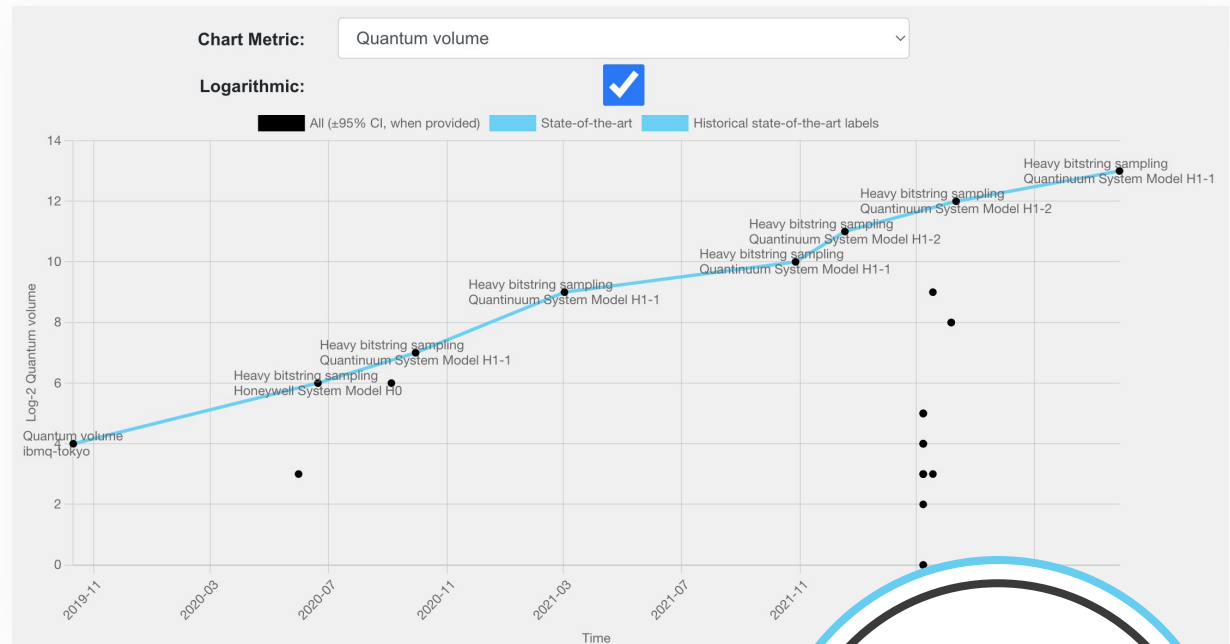 Chart Metric:
Quantum volume
Logarithmic:
All (±95% CI, when provided)
State-of-the-art
Historical state-of-the-art labels
14
12
10
8
6
4
2
0
Log-2 Quantum volume
Heavy bitstring sampling
Quantinuum System Model H1-1
Heavy bitstring sampling
Quantinuum System Model H1-2
Heavy bitstring sampling
Quantinuum System Model H1-2
Heavy bitstring sampling
Quantinuum System Model H1-1
Heavy bitstring sampling
Quantinuum System Model H1-1
Heavy bitstring sampling
Quantinuum System Model H1-1
Heavy bitstring sampling
Honeywell System Model H0
Quantum volume
ibmq-tokyo
2019-11
2020-03
2020-07
2020-11
2021-03
2021-07
2021-11
Time